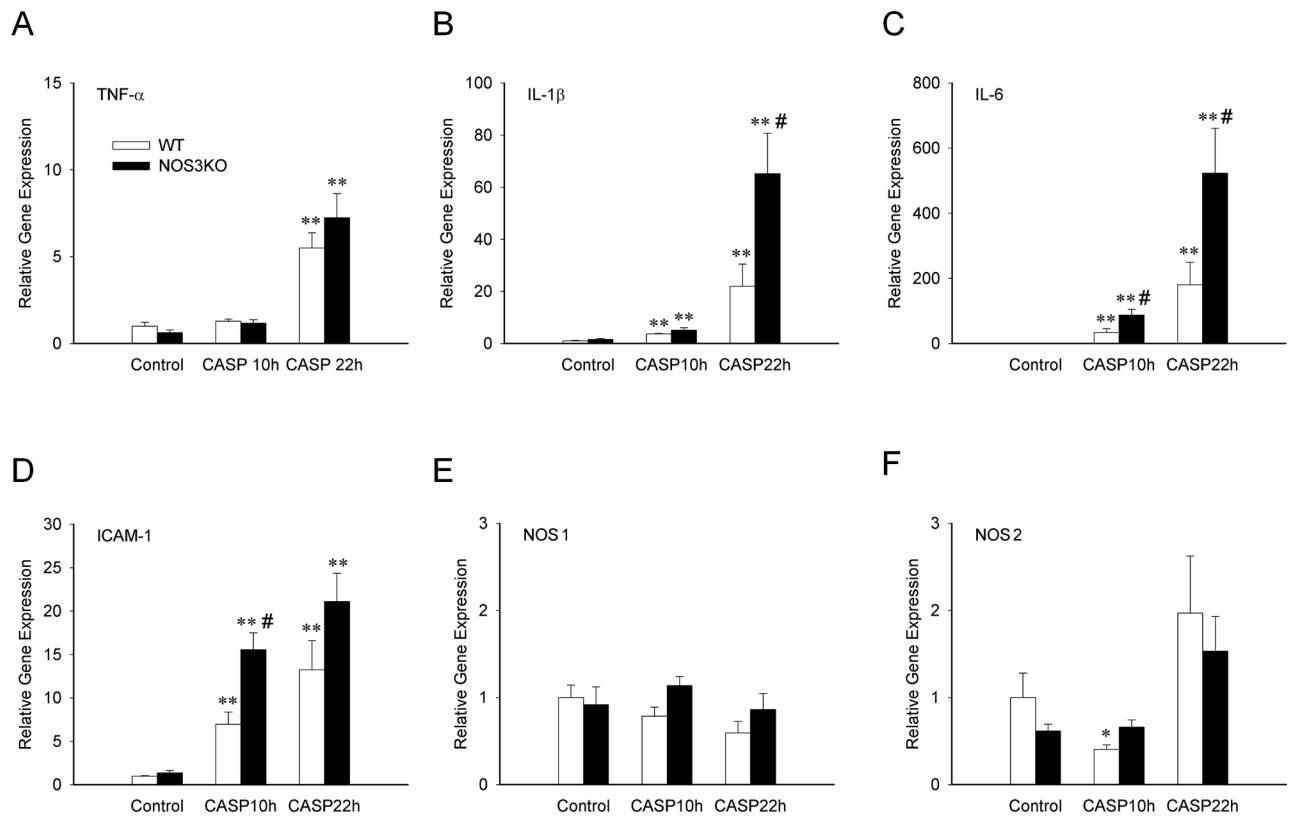 A
TNF-α
WT
NOS3KO
Relative Gene Expression
15
10
5
0
** **
Control CASP 10h CASP 22h
B
IL-1β
Relative Gene Expression
100
80
60
40
20
0
** ** ** ** #
Control CASP10h CASP22h
C
IL-6
Relative Gene Expression
800
600
400
200
0
** ** # ** ** #
Control CASP10h CASP22h
D
ICAM-1
Relative Gene Expression
30
25
20
15
10
5
0
** ** # ** **
Control CASP10h CASP22h
E
NOS 1
Relative Gene Expression
3
2
1
0
Control CASP10h CASP22h
F
NOS 2
Relative Gene Expression
3
2
1
0
*
Control CASP10h CASP22h